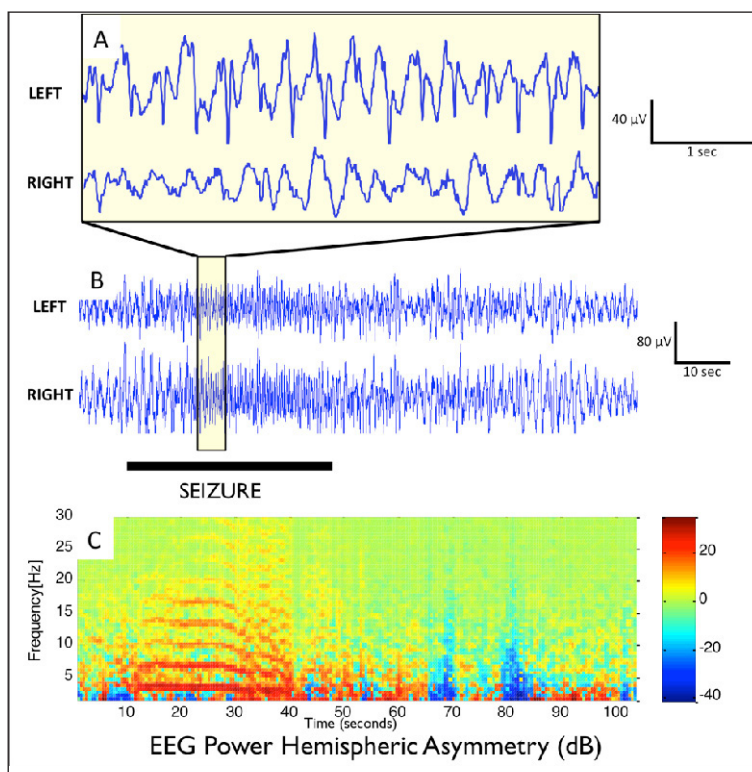 A
LEFT
RIGHT
40 µV
1 sec
B
LEFT
RIGHT
80 µV
10 sec
SEIZURE
C
Frequency[Hz]
30
25
20
15
10
5
10 20 30 40 50 60 70 80 90 100
Time (seconds)
20
0
-20
-40
EEG Power Hemispheric Asymmetry (dB)